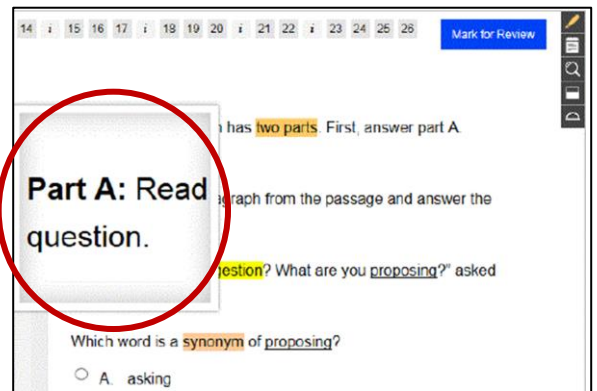 14 i 15 16 17 i 18 19 20 i 21 22 i 23 24 25 26 Mark for Review
has two parts. First, answer part A.
Part A: Read
graph from the passage and answer the
question.
estion? What are you proposing?" asked
Which word is a synonym of proposing?
A. asking